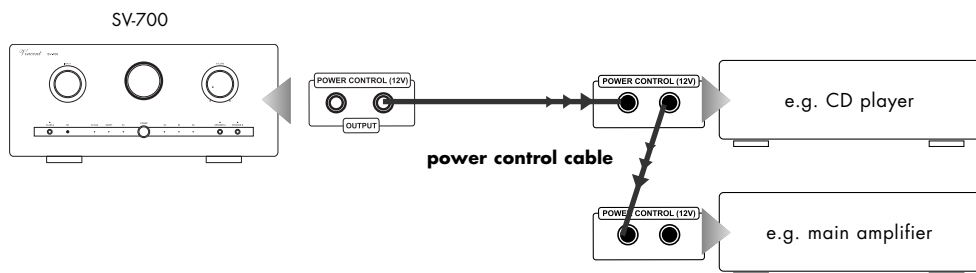 SV-700
Vincent
POWER CONTROL (12V)
OUTPUT
POWER CONTROL (12V)
e.g. CD player
power control cable
POWER CONTROL (12V)
e.g. main amplifier